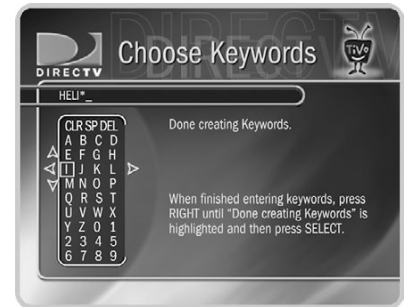 Choose Keywords
DIRECTV
TiVo
HELI*_
CLR SP DEL
A B C D
E F G H
I J K L
M N O P
Q R S T
U V W X
Y Z 0 1
2 3 4 5
6 7 8 9
Done creating Keywords.
When finished entering keywords, press
RIGHT until "Done creating Keywords" is
highlighted and then press SELECT.